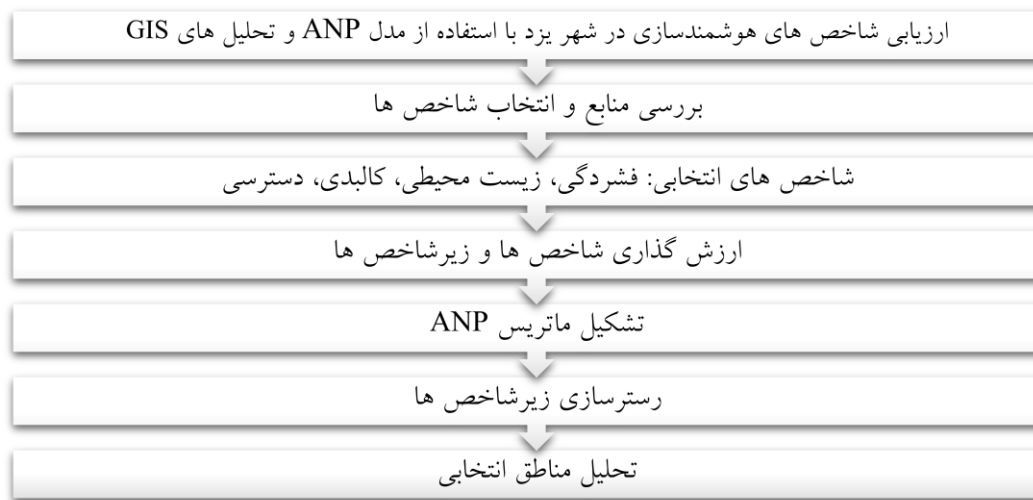 ارزیابی شاخص های هوشمندسازی در شهر یزد با استفاده از مدل ANP و تحلیل های GIS
بررسی منابع و انتخاب شاخص ها
شاخص های انتخابی: فشردگی، زیست محیطی، کالبدی، دسترسی
ارزش گذاری شاخص ها و زیرشاخص ها
تشکیل ماتریس ANP
رسترسازی زیرشاخص ها
تحلیل مناطق انتخابی